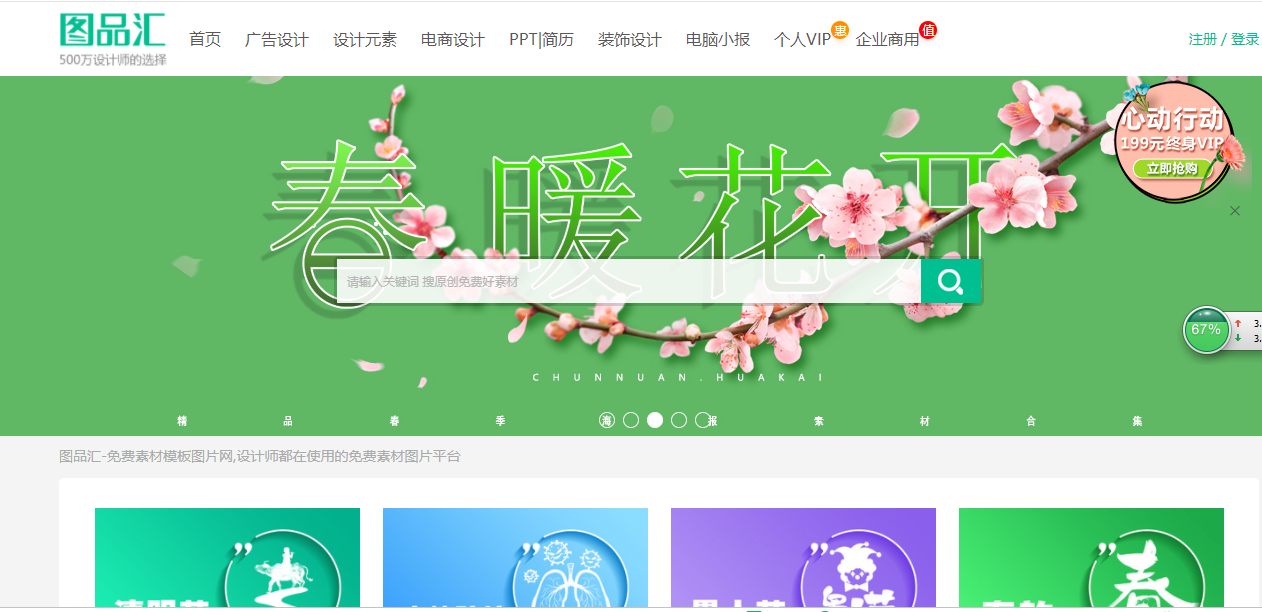 图品汇
500万设计师的选择
首页 广告设计 设计元素 电商设计 PPT|简历 装饰设计 电脑小报 个人VIP 惠 企业商用 值
注册 / 登录
心动行动
199元终身VIP
立即抢购
春暖花开
请输入关键词 搜原创免费好素材
67%
3.
3.
CHUNNUAN.HUAKAI
精品春季海报素材合集
图品汇-免费素材模板图片网,设计师都在使用的免费素材图片平台
春